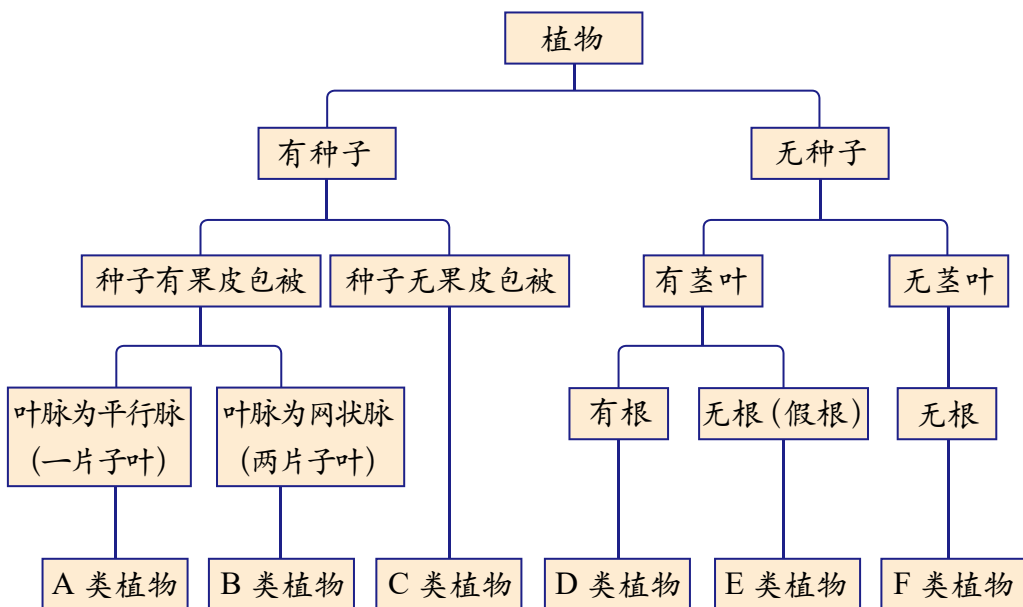 植物
有种子
无种子
种子有果皮包被
种子无果皮包被
有茎叶
无茎叶
叶脉为平行脉
(一片子叶)
叶脉为网状脉
(两片子叶)
有根
无根(假根)
无根
A 类植物
B 类植物
C 类植物
D 类植物
E 类植物
F 类植物